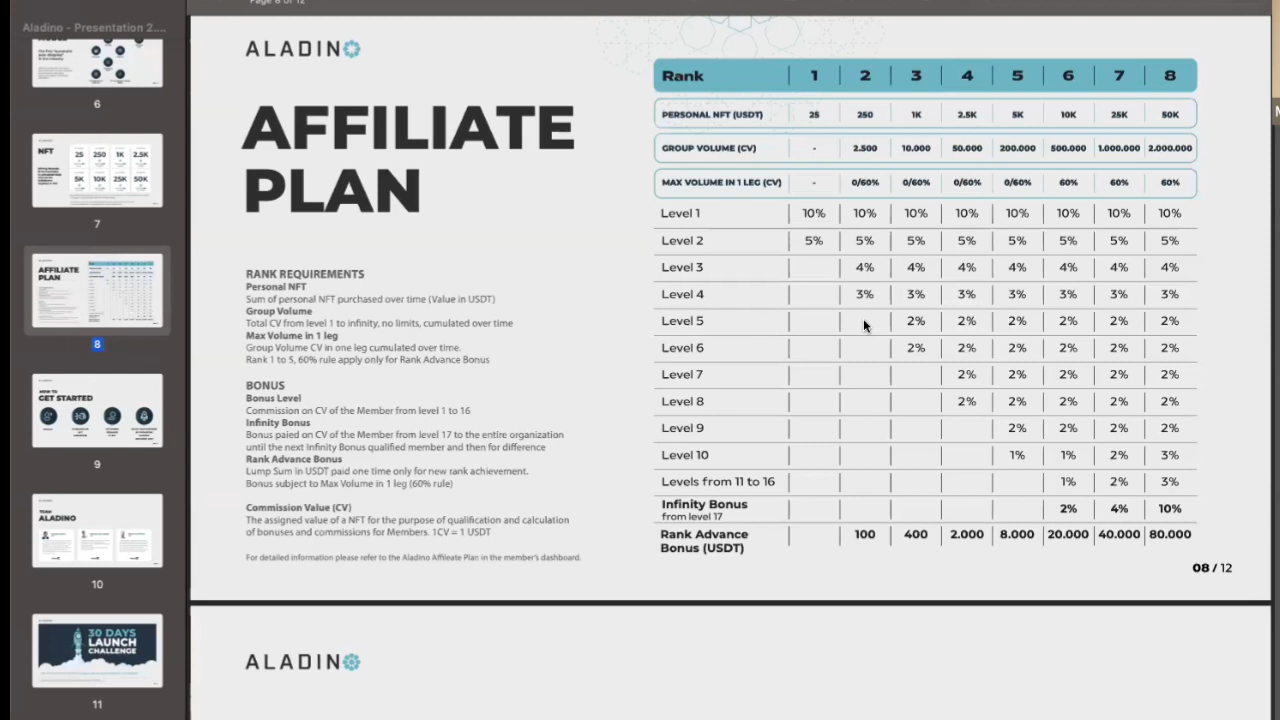 Page 8 of 12
Aladino - Presentation 2....
6
NFT
25 250 1K 2.5K
5K 10K 25K 50K
7
AFFILIATE
PLAN
8
HOW TO
GET STARTED
9
TEAM
ALADINO
10
30 DAYS
LAUNCH
CHALLENGE
11
ALADINO
AFFILIATE
PLAN
RANK REQUIREMENTS
Personal NFT
Sum of personal NFT purchased over time (Value in USDT)
Group Volume
Total CV from level 1 to infinity, no limits, cumulated over time
Max Volume in 1 leg
Group Volume CV in one leg cumulated over time.
Rank 1 to 5, 60% rule apply only for Rank Advance Bonus
BONUS
Bonus Level
Commission on CV of the Member from level 1 to 16
Infinity Bonus
Bonus paied on CV of the Member from level 17 to the entire organization
until the next Infinity Bonus qualified member and then for difference
Rank Advance Bonus
Lump Sum in USDT paid one time only for new rank achievement.
Bonus subject to Max Volume in 1 leg (60% rule)
Commission Value (CV)
The assigned value of a NFT for the purpose of qualification and calculation
of bonuses and commissions for Members. 1CV = 1 USDT
For detailed information please refer to the Aladino Affileate Plan in the member's dashboard.
Rank 1 2 3 4 5 6 7 8
PERSONAL NFT (USDT) 25 250 1K 2.5K 5K 10K 25K 50K
GROUP VOLUME (CV) - 2.500 10.000 50.000 200.000 500.000 1.000.000 2.000.000
MAX VOLUME IN 1 LEG (CV) - 0/60% 0/60% 0/60% 0/60% 60% 60% 60%
Level 1 10% 10% 10% 10% 10% 10% 10% 10%
Level 2 5% 5% 5% 5% 5% 5% 5% 5%
Level 3 4% 4% 4% 4% 4% 4% 4%
Level 4 3% 3% 3% 3% 3% 3% 3%
Level 5 2% 2% 2% 2% 2% 2%
Level 6 2% 2% 2% 2% 2% 2%
Level 7 2% 2% 2% 2% 2%
Level 8 2% 2% 2% 2% 2%
Level 9 2% 2% 2% 2%
Level 10 1% 1% 2% 3%
Levels from 11 to 16 1% 2% 3%
Infinity Bonus 2% 4% 10%
from level 17
Rank Advance 100 400 2.000 8.000 20.000 40.000 80.000
Bonus (USDT)
08 / 12
ALADINO